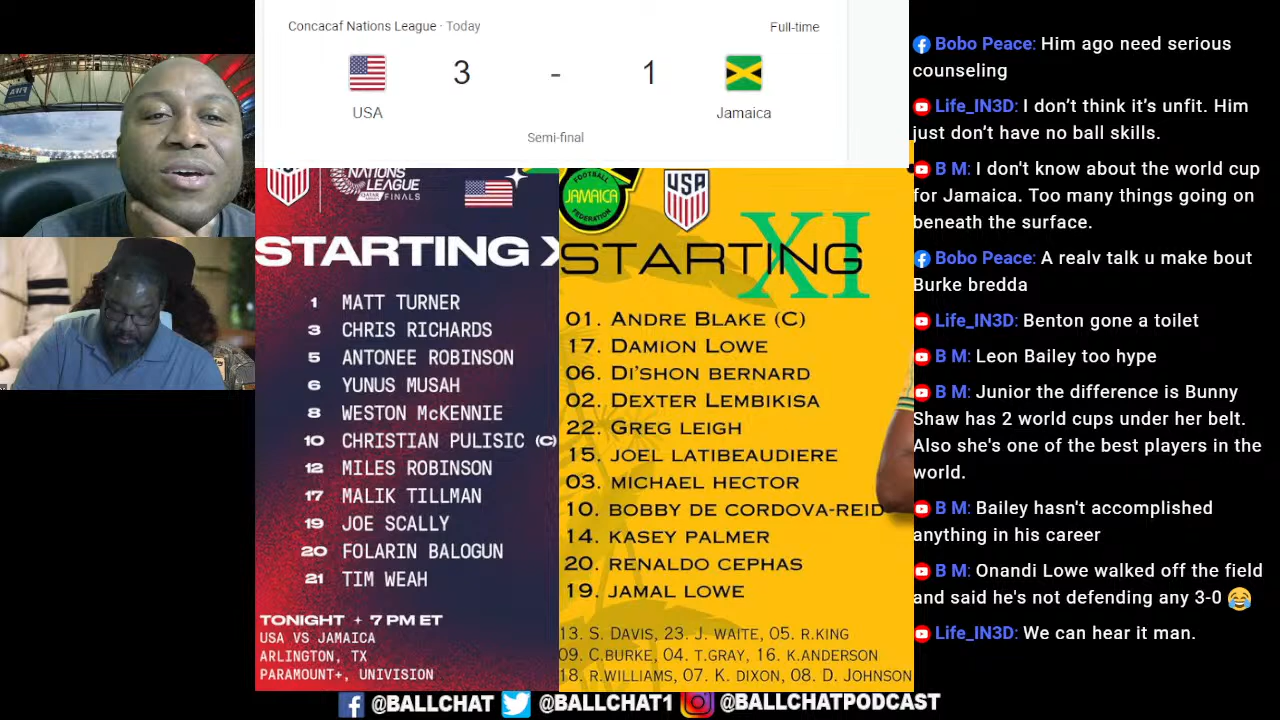 Concacaf Nations League · Today
Full-time
3 - 1
USA
Jamaica
Semi-final
NATIONS
LEAGUE
FINALS
STARTING X
1 MATT TURNER
3 CHRIS RICHARDS
5 ANTONEE ROBINSON
6 YUNUS MUSAH
8 WESTON McKENNIE
10 CHRISTIAN PULISIC (C)
12 MILES ROBINSON
17 MALIK TILLMAN
19 JOE SCALLY
20 FOLARIN BALOGUN
21 TIM WEAH
TONIGHT + 7 PM ET
USA VS JAMAICA
ARLINGTON, TX
PARAMOUNT+, UNIVISION
FOOTBALL
JAMAICA
FEDERATION
USA
XI
STARTING
01. ANDRE BLAKE (C)
17. DAMION LOWE
06. DI'SHON BERNARD
02. DEXTER LEMBIKISA
22. GREG LEIGH
15. JOEL LATIBEAUDIERE
03. MICHAEL HECTOR
10. BOBBY DE CORDOVA-REID
14. KASEY PALMER
20. RENALDO CEPHAS
19. JAMAL LOWE
13. S. DAVIS, 23. J. WAITE, 05. R.KING
09. C.BURKE, 04. T.GRAY, 16. K.ANDERSON
18. R.WILLIAMS, 07. K. DIXON, 08. D. JOHNSON
Bobo Peace: Him ago need serious
counseling
Life_IN3D: I don't think it's unfit. Him
just don't have no ball skills.
B M: I don't know about the world cup
for Jamaica. Too many things going on
beneath the surface.
Bobo Peace: A realv talk u make bout
Burke bredda
Life_IN3D: Benton gone a toilet
B M: Leon Bailey too hype
B M: Junior the difference is Bunny
Shaw has 2 world cups under her belt.
Also she's one of the best players in the
world.
B M: Bailey hasn't accomplished
anything in his career
B M: Onandi Lowe walked off the field
and said he's not defending any 3-0 😂
Life_IN3D: We can hear it man.
@BALLCHAT @BALLCHAT1 @BALLCHATPODCAST